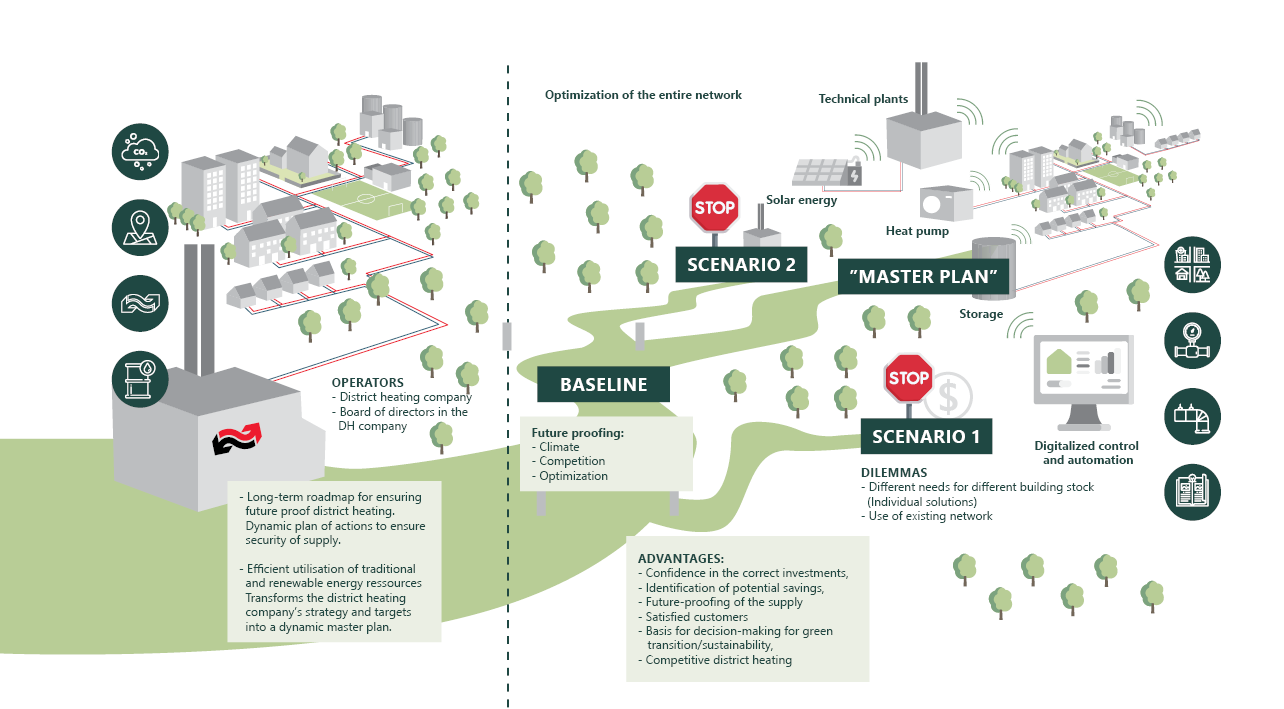 CO₂
OPERATORS
- District heating company
- Board of directors in the
DH company
- Long-term roadmap for ensuring
future proof district heating.
Dynamic plan of actions to ensure
security of supply.
- Efficient utilisation of traditional
and renewable energy ressources
Transforms the district heating
company's strategy and targets
into a dynamic master plan.
Optimization of the entire network
Technical plants
Solar energy
Heat pump
Storage
STOP
SCENARIO 2
"MASTER PLAN"
BASELINE
Future proofing:
- Climate
- Competition
- Optimization
STOP
$
SCENARIO 1
DILEMMAS
- Different needs for different building stock
(Individual solutions)
- Use of existing network
Digitalized control
and automation
ADVANTAGES:
- Confidence in the correct investments,
- Identification of potential savings,
- Future-proofing of the supply
- Satisfied customers
- Basis for decision-making for green
transition/sustainability,
- Competitive district heating